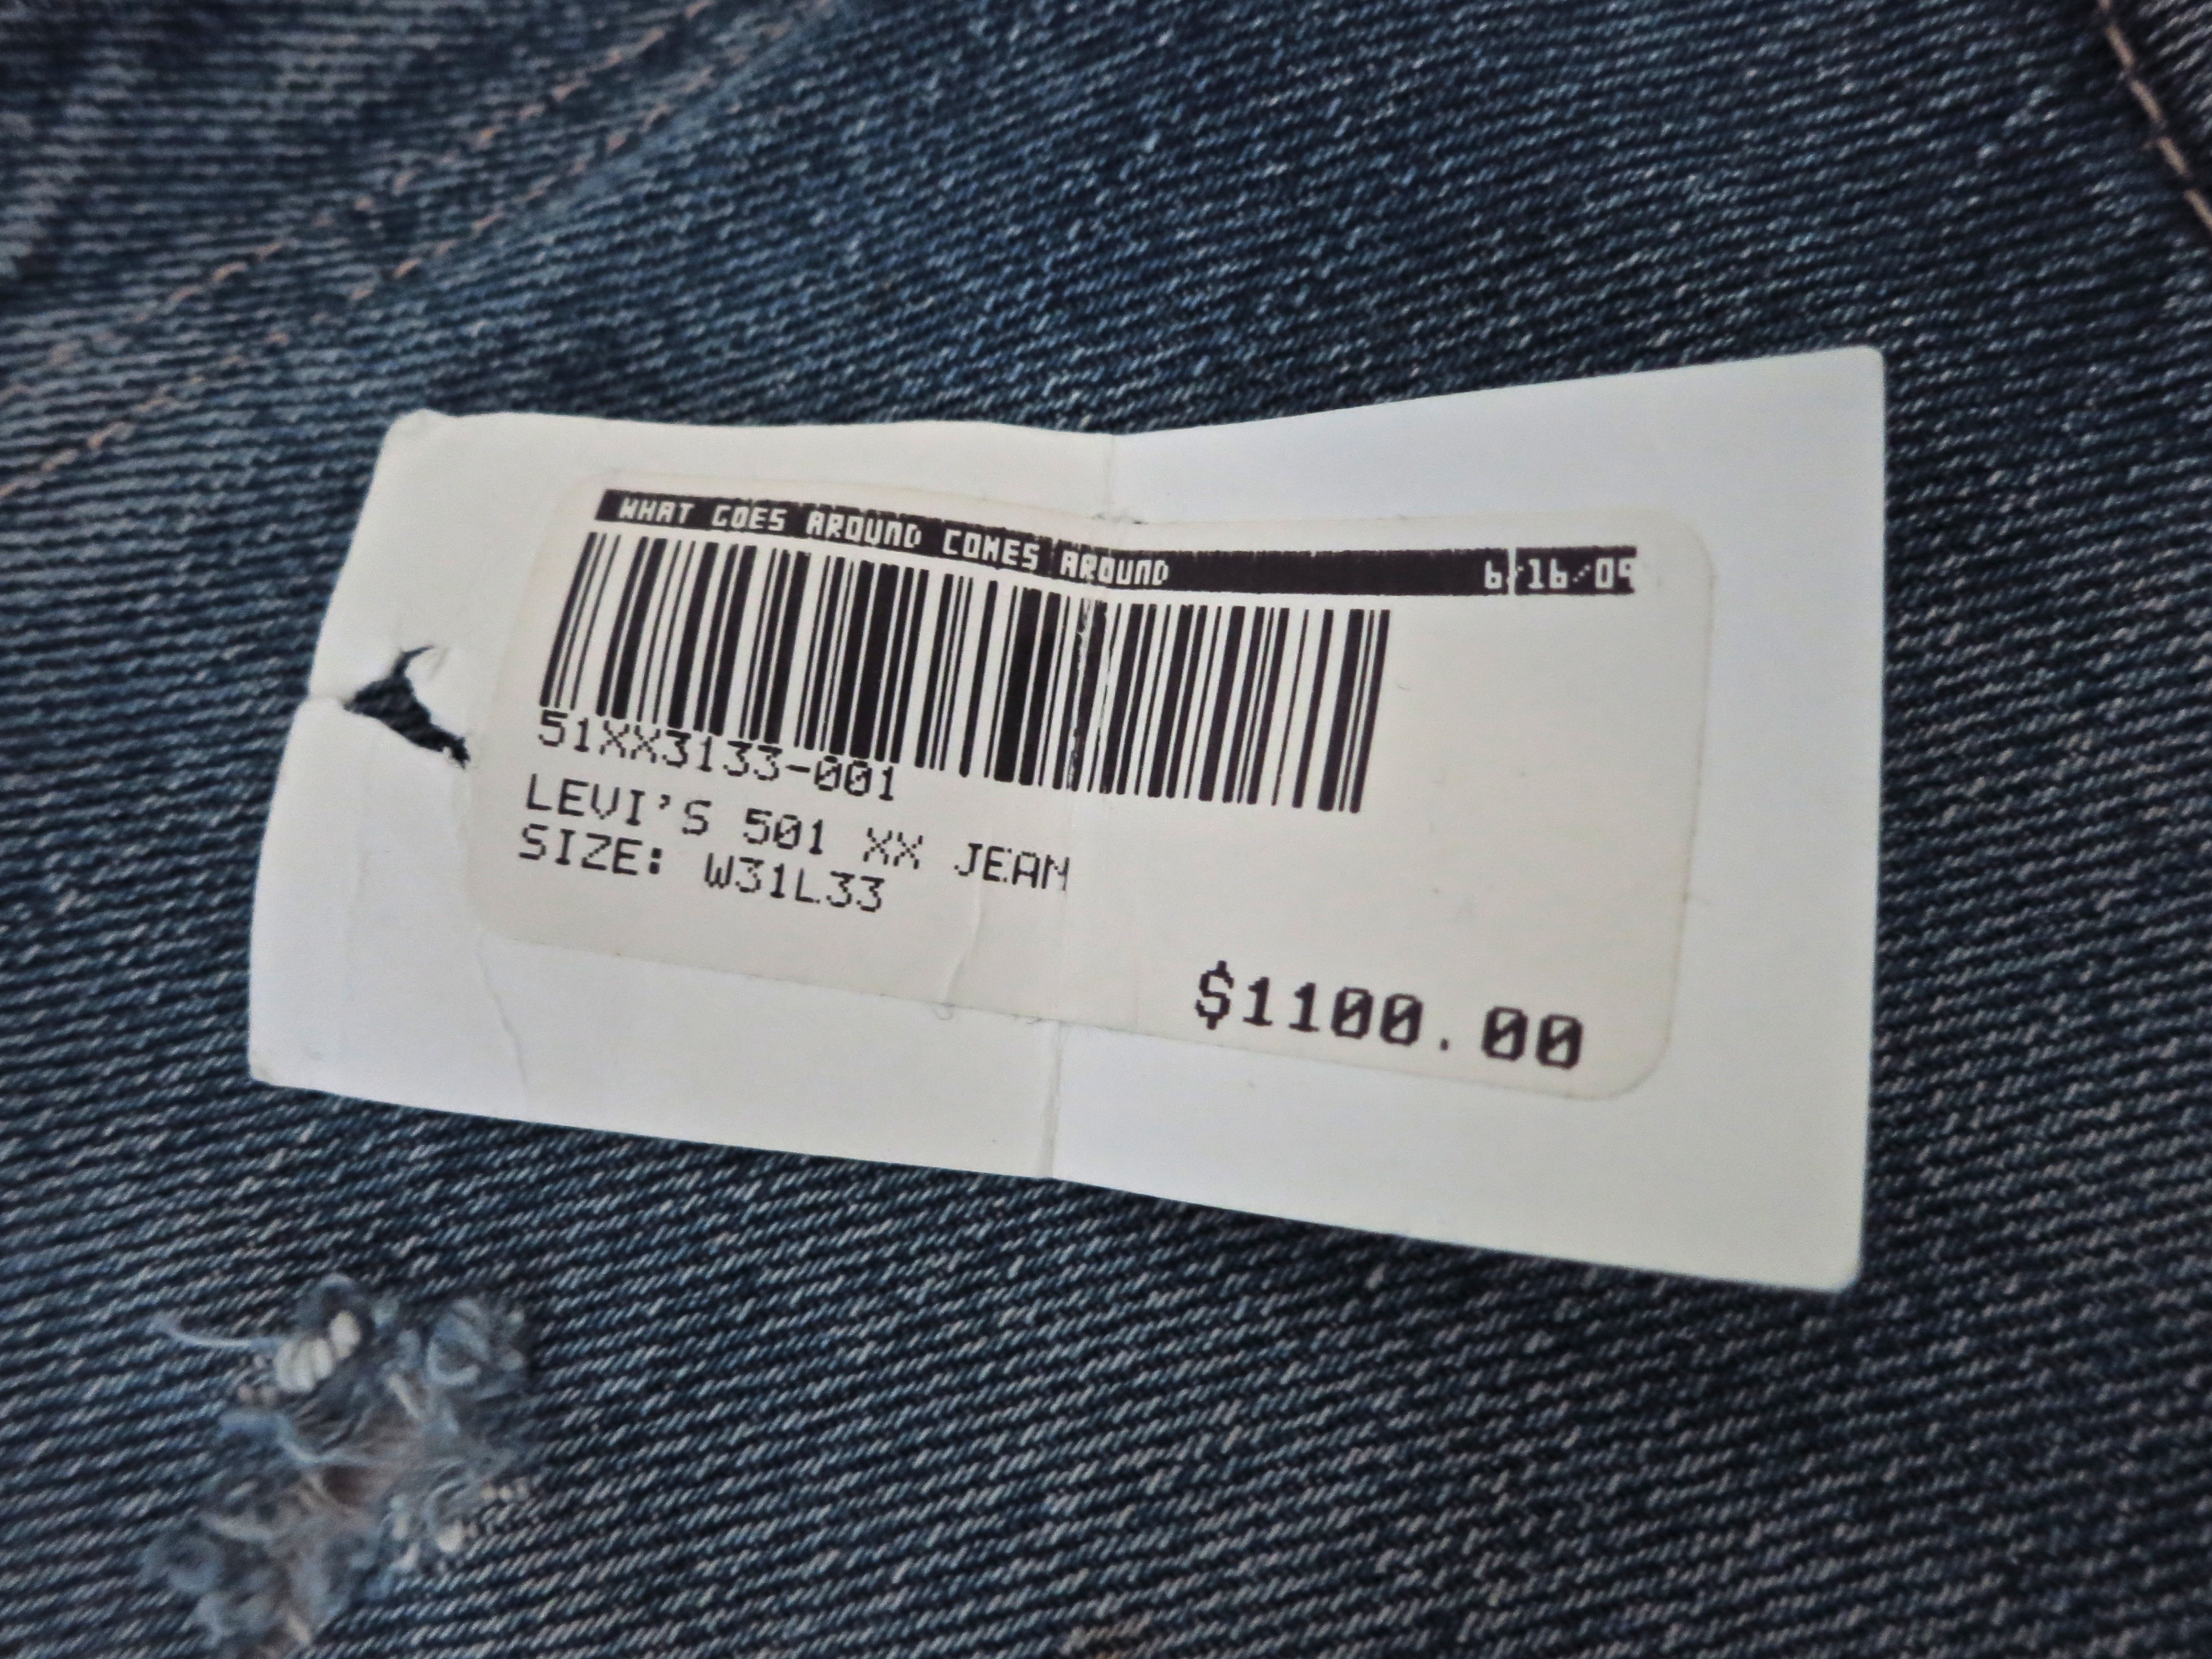 WHAT GOES AROUND COMES AROUND 6/16/09
51XX3133-001
LEVI'S 501 XX JEAN
SIZE: W31L33
$1100.00